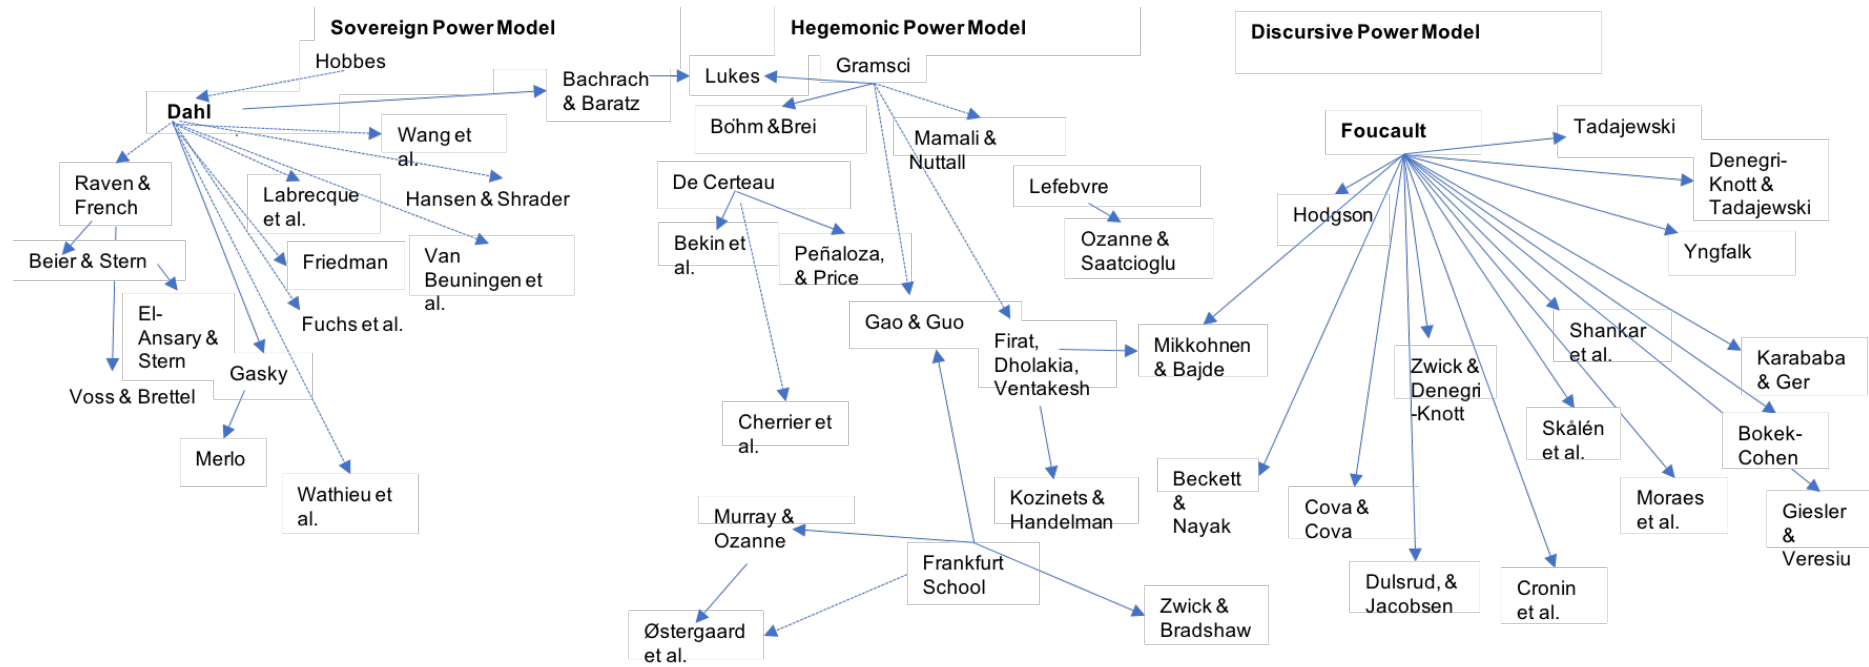 Sovereign Power Model
Hegemonic Power Model
Discursive Power Model
Hobbes
Dahl
Bachrach
& Baratz
Wang et
al.
Raven &
French
Labrecque
et al.
Hansen & Shrader
Beier & Stern
Friedman
Van
Beuningen et
al.
El-
Ansary &
Stern
Fuchs et al.
Gasky
Voss & Brettel
Merlo
Wathieu et
al.
Lukes
Gramsci
Böhm &Brei
Mamali &
Nuttall
De Certeau
Lefebvre
Bekin et
al.
Peñaloza,
& Price
Ozanne &
Saatcioglu
Gao & Guo
Firat,
Dholakia,
Ventakesh
Mikkohnen
& Bajde
Cherrier et
al.
Kozinets &
Handelman
Murray &
Ozanne
Frankfurt
School
Østergaard
et al.
Zwick &
Bradshaw
Foucault
Tadajewski
Denegri-
Knott &
Tadajewski
Hodgson
Yngfalk
Shankar
et al.
Zwick &
Denegri
-Knott
Karababa
& Ger
Skålén
et al.
Bokek-
Cohen
Beckett
&
Nayak
Cova &
Cova
Moraes
et al.
Giesler
&
Veresiu
Dulsrud, &
Jacobsen
Cronin
et al.